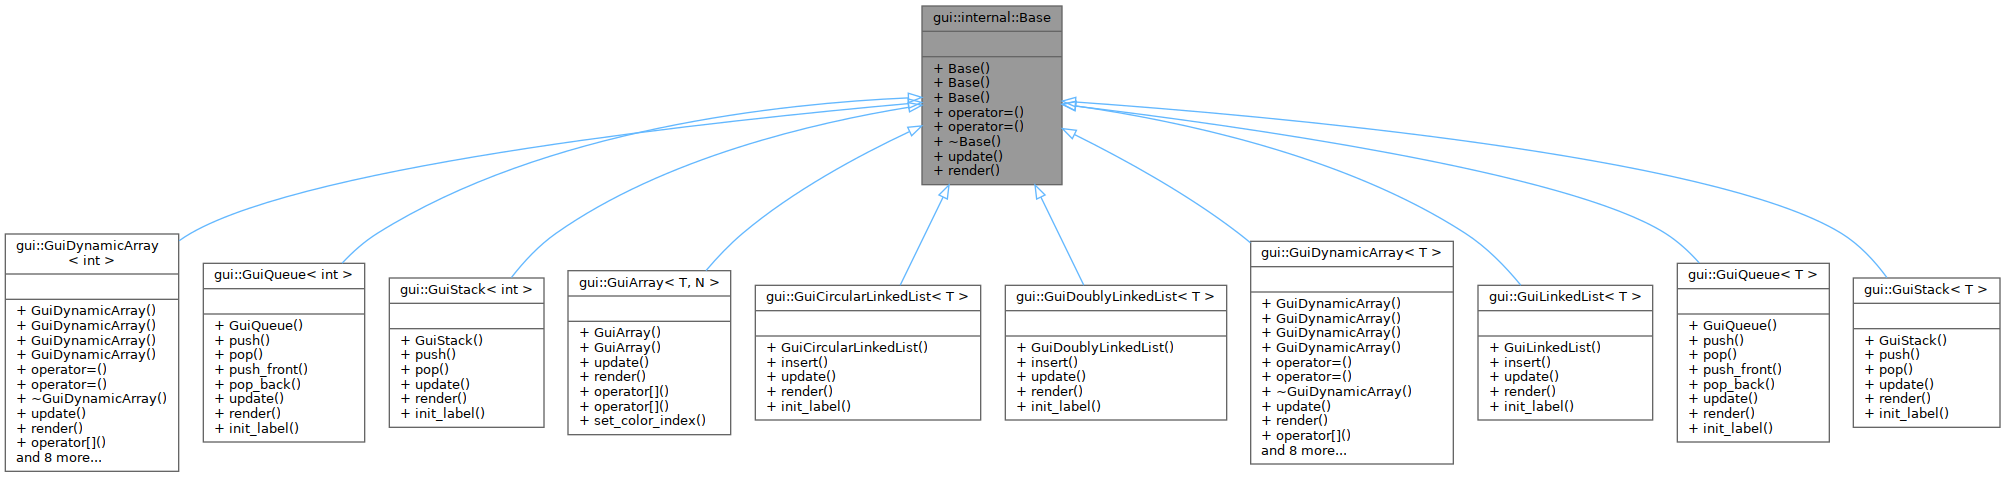 gui::internal::Base
+ Base()
+ Base()
+ Base()
+ operator=()
+ operator=()
+ ~Base()
+ update()
+ render()
gui::GuiDynamicArray
< int >
+ GuiDynamicArray()
+ GuiDynamicArray()
+ GuiDynamicArray()
+ GuiDynamicArray()
+ operator=()
+ operator=()
+ ~GuiDynamicArray()
+ update()
+ render()
+ operator[]()
and 8 more...
gui::GuiQueue< int >
+ GuiQueue()
+ push()
+ pop()
+ push_front()
+ pop_back()
+ update()
+ render()
+ init_label()
gui::GuiStack< int >
+ GuiStack()
+ push()
+ pop()
+ update()
+ render()
+ init_label()
gui::GuiArray< T, N >
+ GuiArray()
+ GuiArray()
+ update()
+ render()
+ operator[]()
+ operator[]()
+ set_color_index()
gui::GuiCircularLinkedList< T >
+ GuiCircularLinkedList()
+ insert()
+ update()
+ render()
+ init_label()
gui::GuiDoublyLinkedList< T >
+ GuiDoublyLinkedList()
+ insert()
+ update()
+ render()
+ init_label()
gui::GuiDynamicArray< T >
+ GuiDynamicArray()
+ GuiDynamicArray()
+ GuiDynamicArray()
+ GuiDynamicArray()
+ operator=()
+ operator=()
+ ~GuiDynamicArray()
+ update()
+ render()
+ operator[]()
and 8 more...
gui::GuiLinkedList< T >
+ GuiLinkedList()
+ insert()
+ update()
+ render()
+ init_label()
gui::GuiQueue< T >
+ GuiQueue()
+ push()
+ pop()
+ push_front()
+ pop_back()
+ update()
+ render()
+ init_label()
gui::GuiStack< T >
+ GuiStack()
+ push()
+ pop()
+ update()
+ render()
+ init_label()